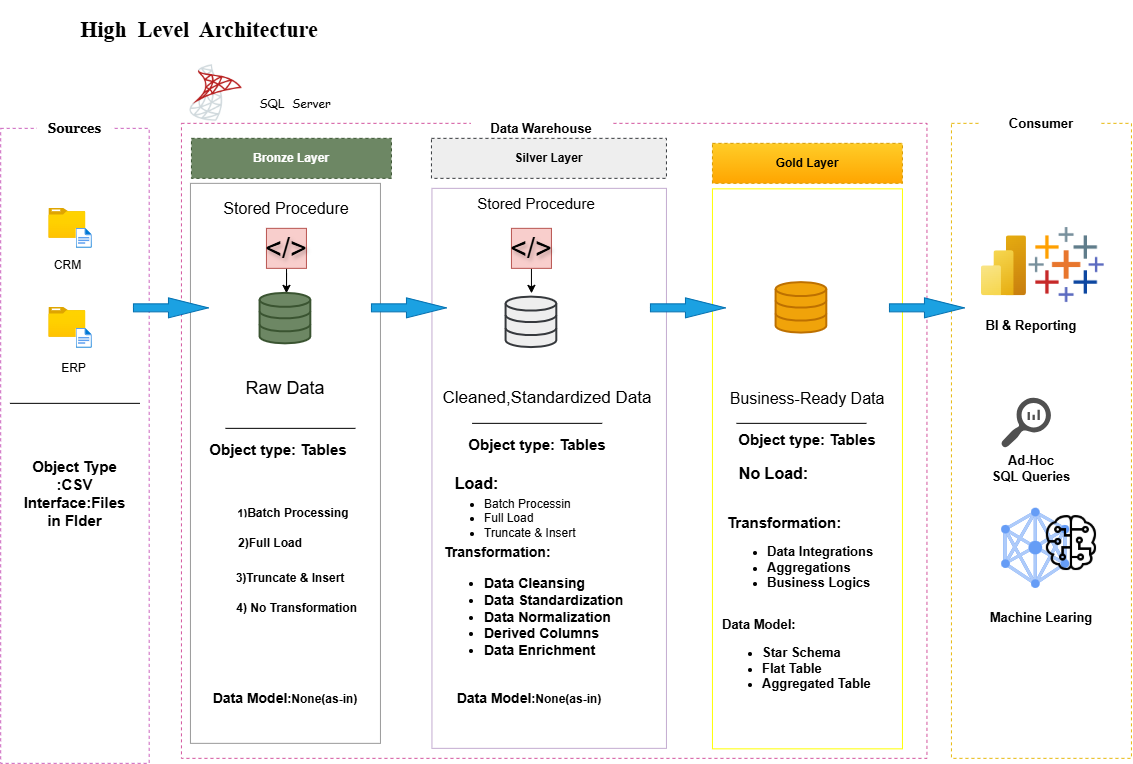 High Level Architecture
SQL Server
Sources
CRM
ERP
Object Type
:CSV
Interface:Files
in Flder
Data Warehouse
Bronze Layer
Stored Procedure
</>
Raw Data
Object type: Tables
1)Batch Processing
2)Full Load
3)Truncate & Insert
4) No Transformation
Data Model:None(as-in)
Silver Layer
Stored Procedure
</>
Cleaned,Standardized Data
Object type: Tables
Load:
Batch Processin
Full Load
Truncate & Insert
Transformation:
Data Cleansing
Data Standardization
Data Normalization
Derived Columns
Data Enrichment
Data Model:None(as-in)
Gold Layer
Business-Ready Data
Object type: Tables
No Load:
Transformation:
Data Integrations
Aggregations
Business Logics
Data Model:
Star Schema
Flat Table
Aggregated Table
Consumer
BI & Reporting
Ad-Hoc
SQL Queries
Machine Learing